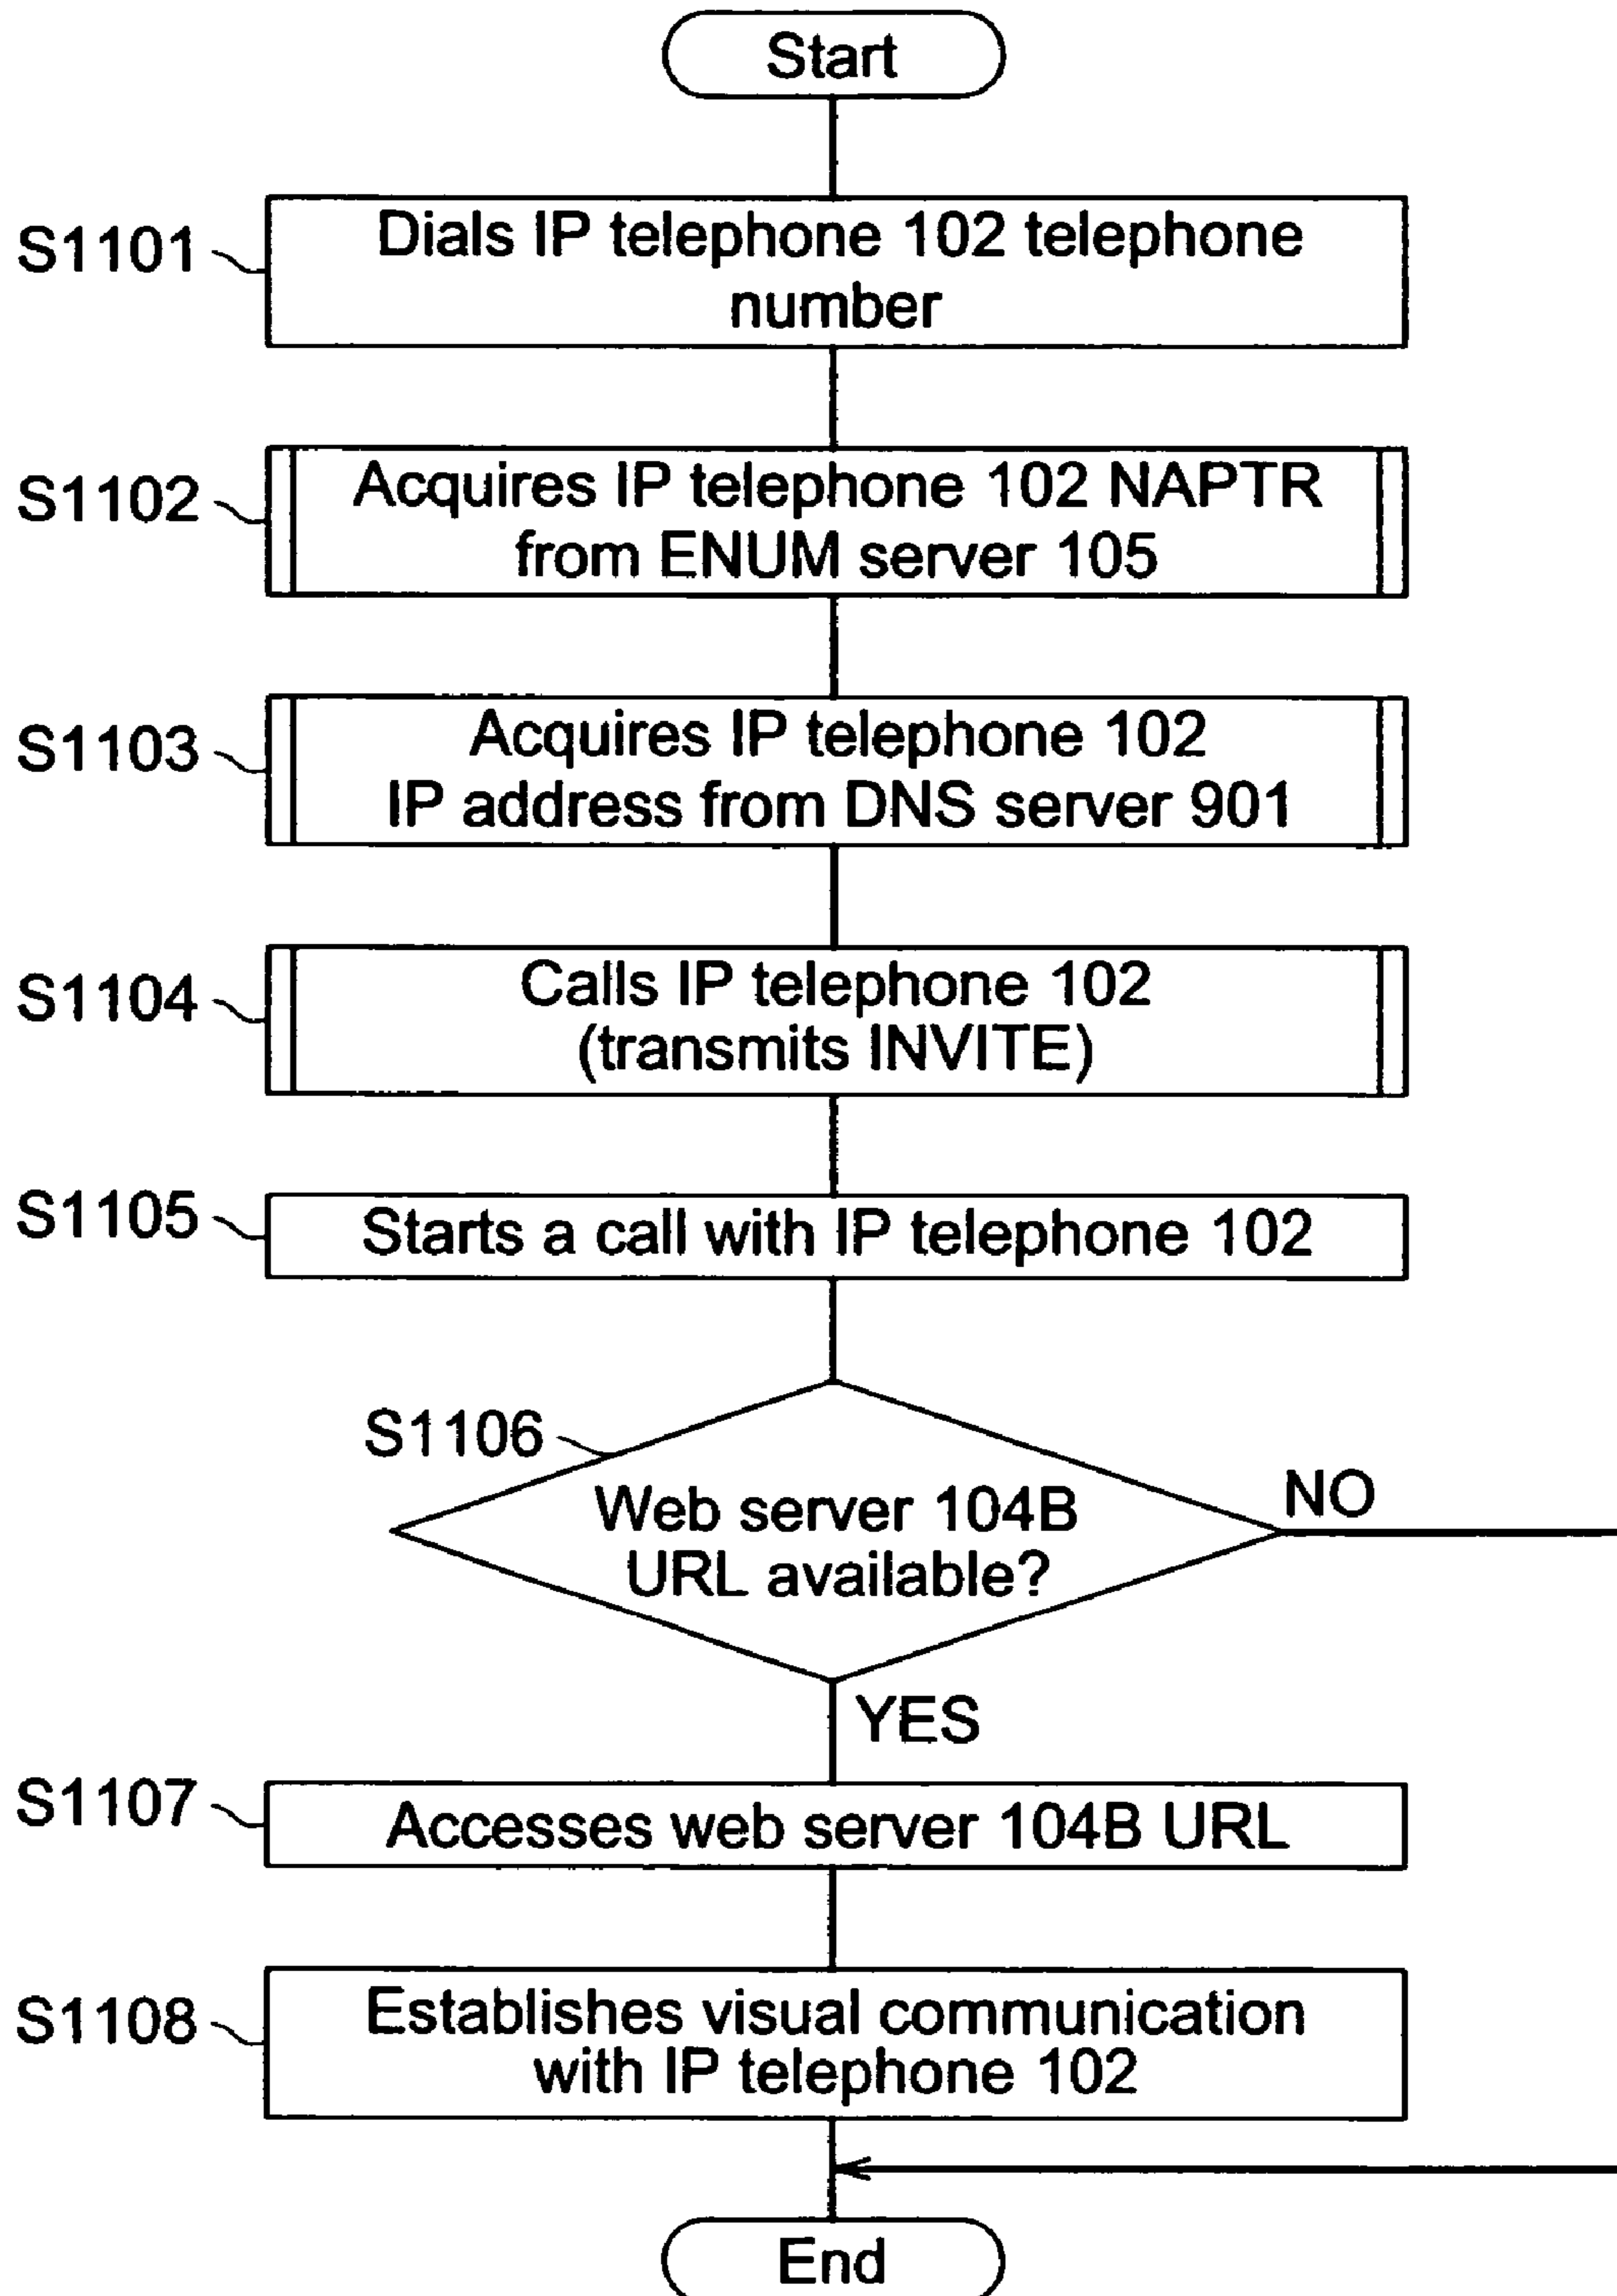 Start
S1101
Dials IP telephone 102 telephone
number
S1102
Acquires IP telephone 102 NAPTR
from ENUM server 105
S1103
Acquires IP telephone 102
IP address from DNS server 901
S1104
Calls IP telephone 102
(transmits INVITE)
S1105
Starts a call with IP telephone 102
S1106
Web server 104B
URL available?
NO
YES
S1107
Accesses web server 104B URL
S1108
Establishes visual communication
with IP telephone 102
End